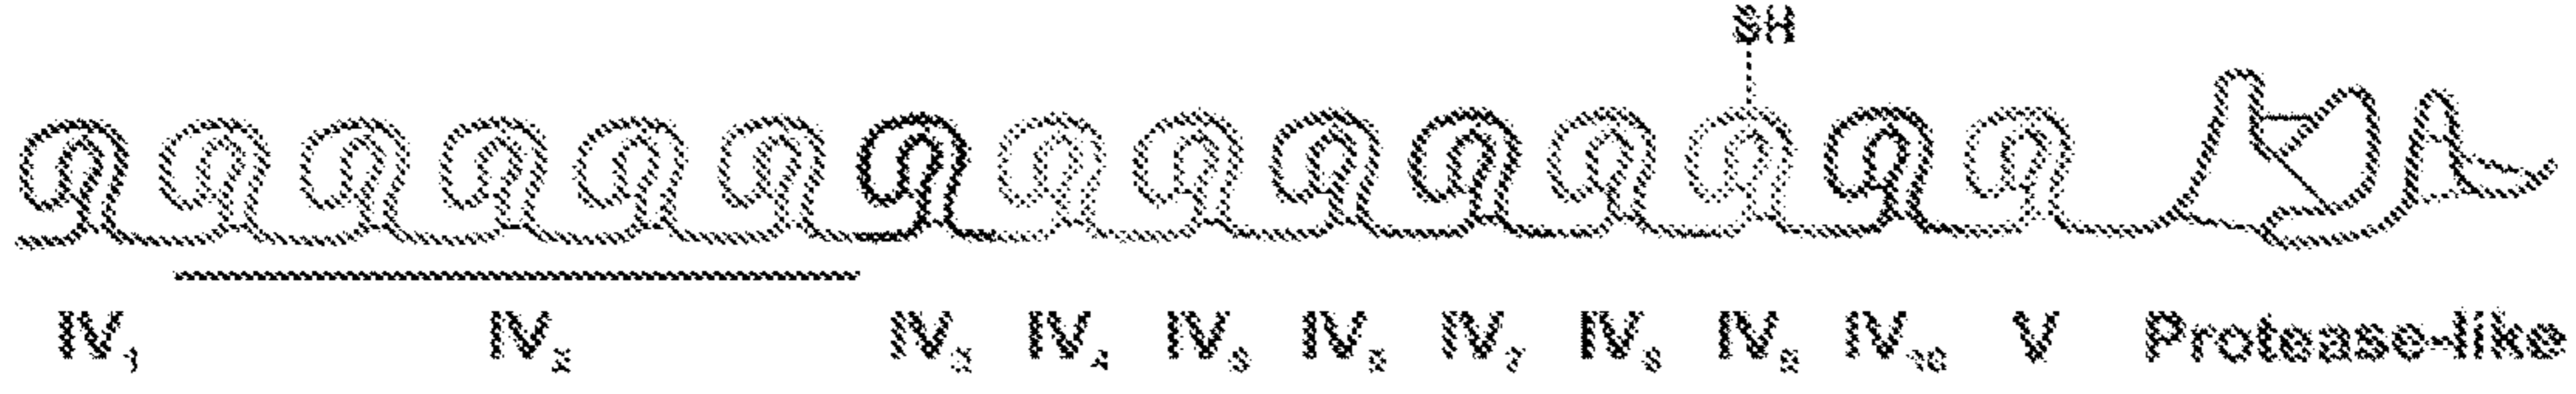 SH
IV₁ IV₂ IV₃ IV₄ IV₅ IV₆ IV₇ IV₈ IV₉ IV₁₀ V Protease-like